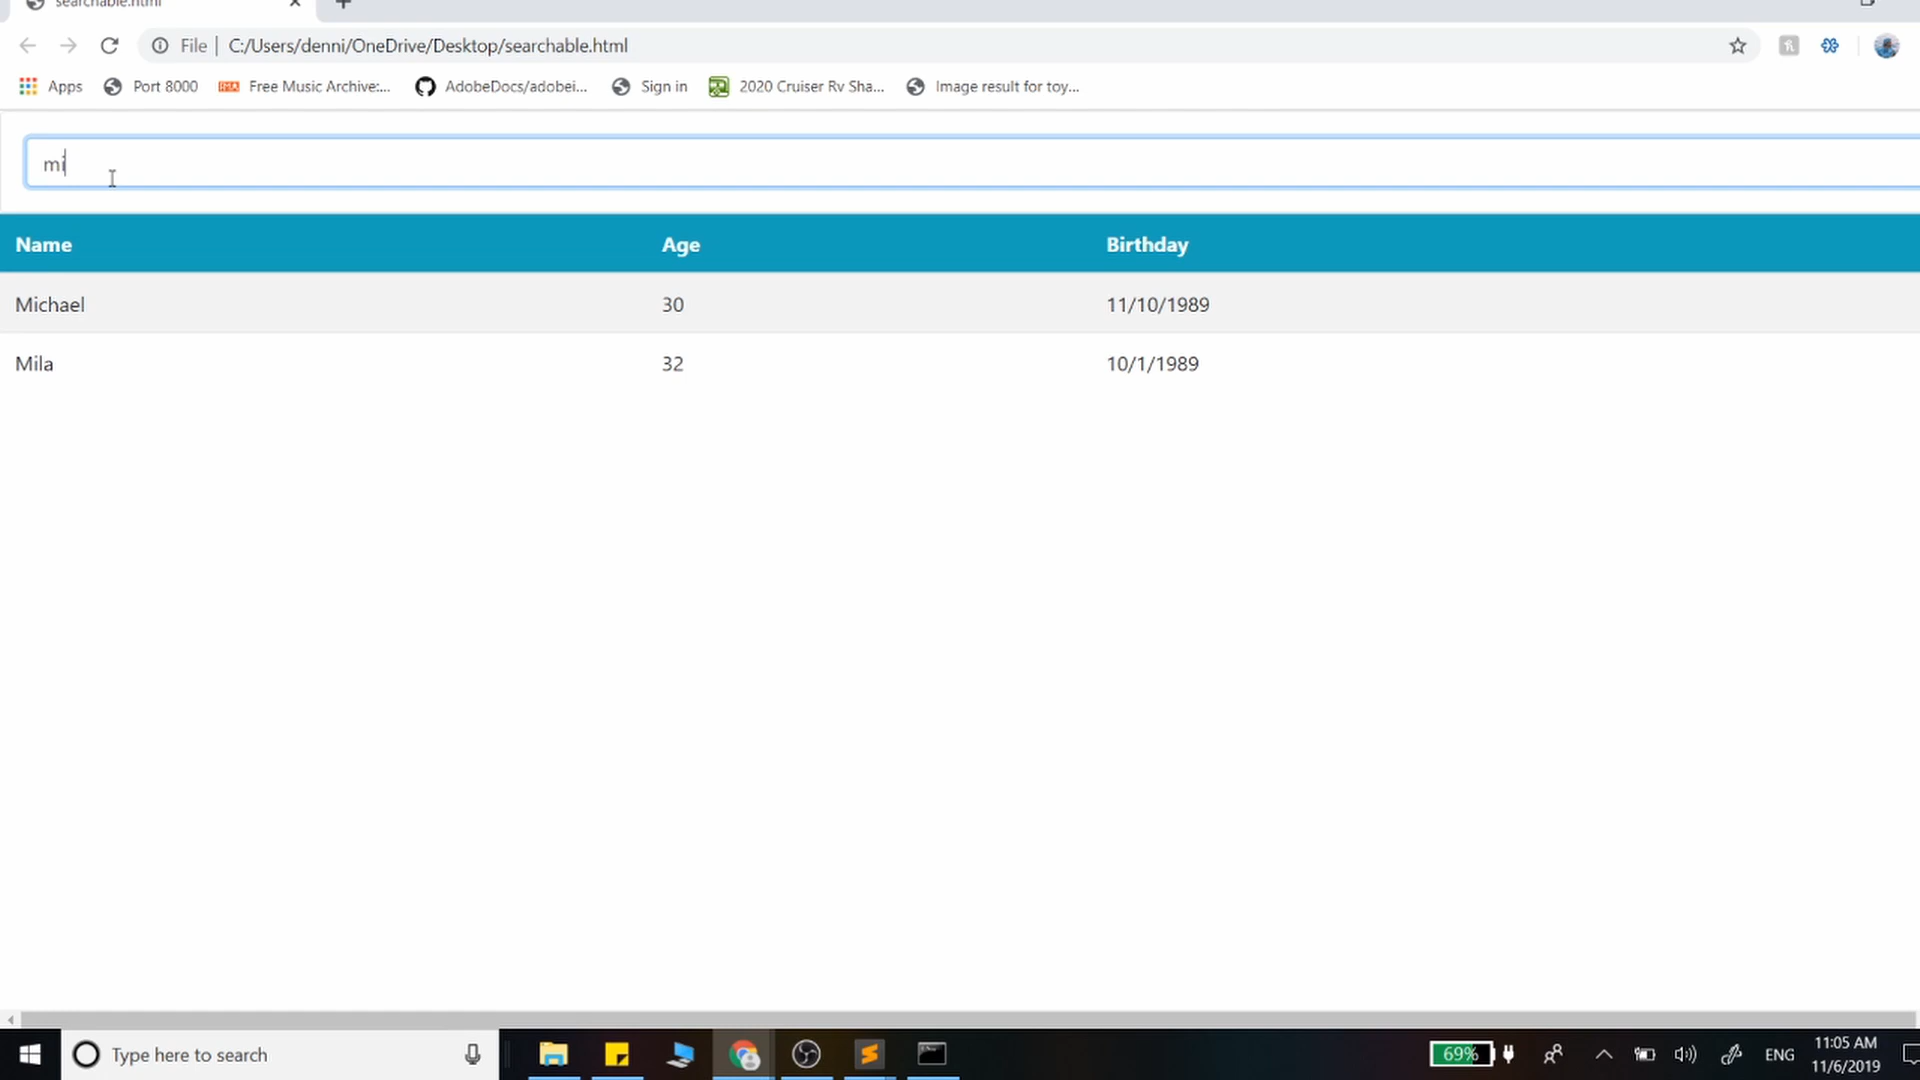 searchable.html
File | C:/Users/denni/OneDrive/Desktop/searchable.html
Apps Port 8000 FMA Free Music Archive:... AdobeDocs/adobei... Sign in 2020 Cruiser Rv Sha... Image result for toy...
mi
Name Age Birthday
Michael 30 11/10/1989
Mila 32 10/1/1989
Type here to search 69% ENG 11:05 AM
11/6/2019